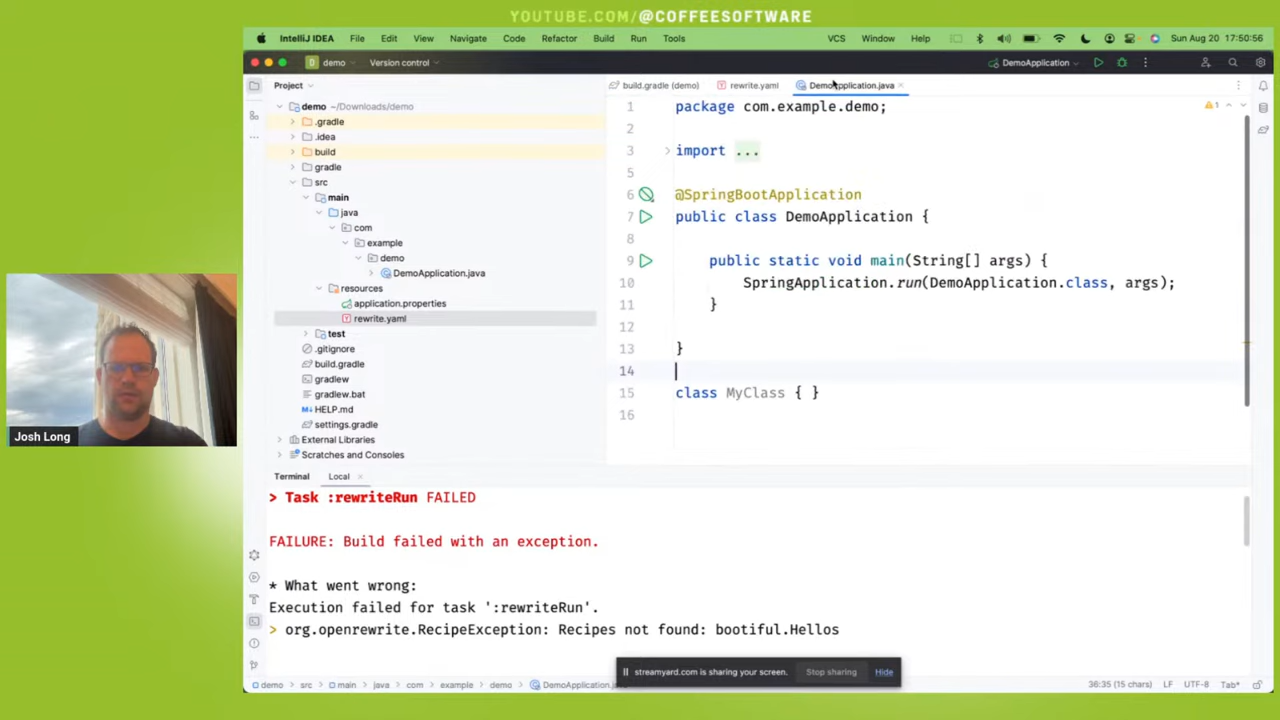 YOUTUBE.COM/@COFFEESOFTWARE
IntelliJ IDEA File Edit View Navigate Code Refactor Build Run Tools VCS Window Help Sun Aug 20 17:50:56
D demo Version control DemoApplication
Project
build.gradle (demo) rewrite.yaml DemoApplication.java
demo ~/Downloads/demo
.gradle
.idea
build
gradle
src
main
java
com
example
demo
DemoApplication.java
resources
application.properties
rewrite.yaml
test
.gitignore
build.gradle
gradlew
gradlew.bat
HELP.md
settings.gradle
External Libraries
Scratches and Consoles
1 package com.example.demo;
2
3 import ...
5
6 @SpringBootApplication
7 public class DemoApplication {
8
9 public static void main(String[] args) {
10 SpringApplication.run(DemoApplication.class, args);
11 }
12
13 }
14
15 class MyClass { }
16
1
Josh Long
Terminal Local
> Task :rewriteRun FAILED
FAILURE: Build failed with an exception.
* What went wrong:
Execution failed for task ':rewriteRun'.
> org.openrewrite.RecipeException: Recipes not found: bootiful.Hellos
streamyard.com is sharing your screen. Stop sharing Hide
demo src main java com example demo DemoApplication.j 36:35 (15 chars) LF UTF-8 Tab*